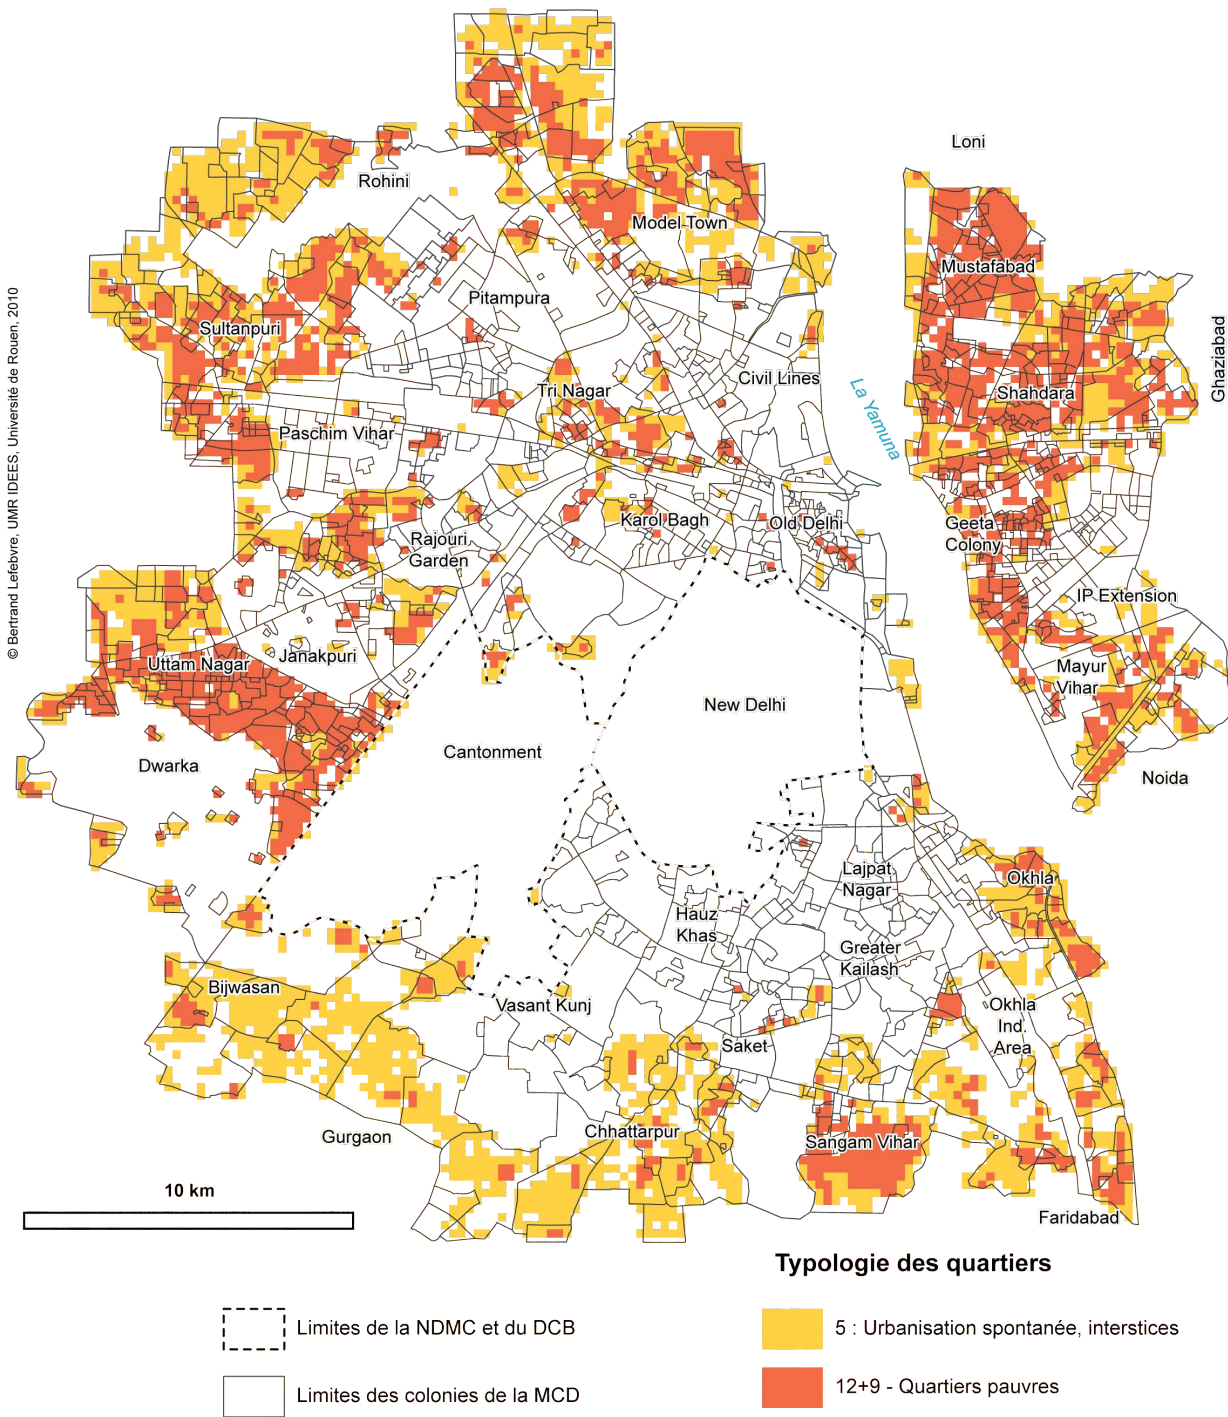 © Bertrand Lefebvre, UMR IDEES, Université de Rouen, 2010
Loni
Rohini
Model Town
Mustafabad
Pitampura
Sultanpuri
Ghaziabad
Civil Lines
Tri Nagar
Shahdara
La Yamuna
Paschim Vihar
Karol Bagh
Old Delhi
Geeta
Colony
Rajouri
Garden
IP Extension
Uttam Nagar
Janakpuri
Mayur
Vihar
New Delhi
Cantonment
Dwarka
Noida
Lajpat
Nagar
Okhla
Hauz
Khas
Greater
Kailash
Bijwasan
Vasant Kunj
Okhla
Ind.
Area
Saket
Gurgaon
Chhattarpur
Sangam Vihar
10 km
Faridabad
Typologie des quartiers
Limites de la NDMC et du DCB
5 : Urbanisation spontanée, interstices
Limites des colonies de la MCD
12+9 - Quartiers pauvres